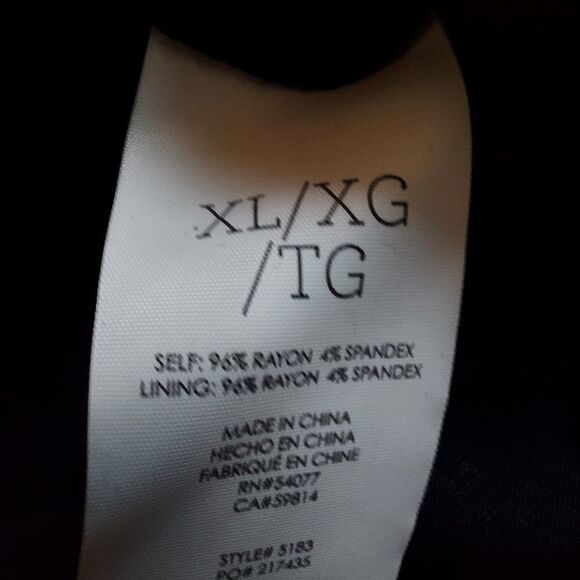 XL/XG
/TG
SELF: 96% RAYON 4% SPANDEX
LINING: 96% RAYON 4% SPANDEX
MADE IN CHINA
HECHO EN CHINA
FABRIQUÉ EN CHINE
RN#54077
CA#59814
STYLE# 5183
PO# 217435